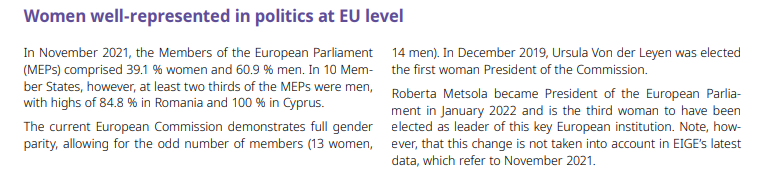 Women well-represented in politics at EU level
In November 2021, the Members of the European Parliament
(MEPs) comprised 39.1 % women and 60.9 % men. In 10 Mem-
ber States, however, at least two thirds of the MEPs were men,
with highs of 84.8 % in Romania and 100 % in Cyprus.
The current European Commission demonstrates full gender
parity, allowing for the odd number of members (13 women,
14 men). In December 2019, Ursula Von der Leyen was elected
the first woman President of the Commission.
Roberta Metsola became President of the European Parlia-
ment in January 2022 and is the third woman to have been
elected as leader of this key European institution. Note, how-
ever, that this change is not taken into account in EIGE's latest
data, which refer to November 2021.